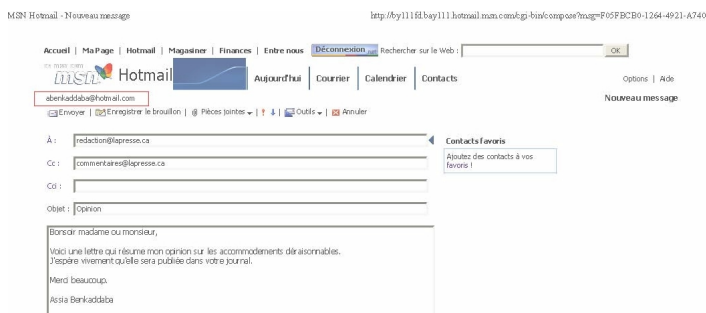 MSN Hotmail - Nouveau message http://by111fd.bay111.hotmail.msn.com/cgi-bin/compose?msg=F05FBCB0-1264-4921-A740
Accueil | Ma Page | Hotmail | Magasiner | Finances | Entre nous Déconnexion .net Rechercher sur le Web : OK
ca.msn.com
msn Hotmail Aujourd'hui Courrier Calendrier Contacts Options | Aide
abenkaddaba@hotmail.com Nouveau message
Envoyer | Enregistrer le brouillon | Pièces jointes | Outils | Annuler
À : redaction@lapresse.ca Contacts favoris
Cc : commentaires@lapresse.ca Ajoutez des contacts à vos
favoris !
Cci :
Objet : Opinion
Bonsoir madame ou monsieur,
Voici une lettre qui résume mon opinion sur les accommodements déraisonnables.
J'espère vivement qu'elle sera publiée dans votre journal.
Merci beaucoup.
Assia Benkaddaba